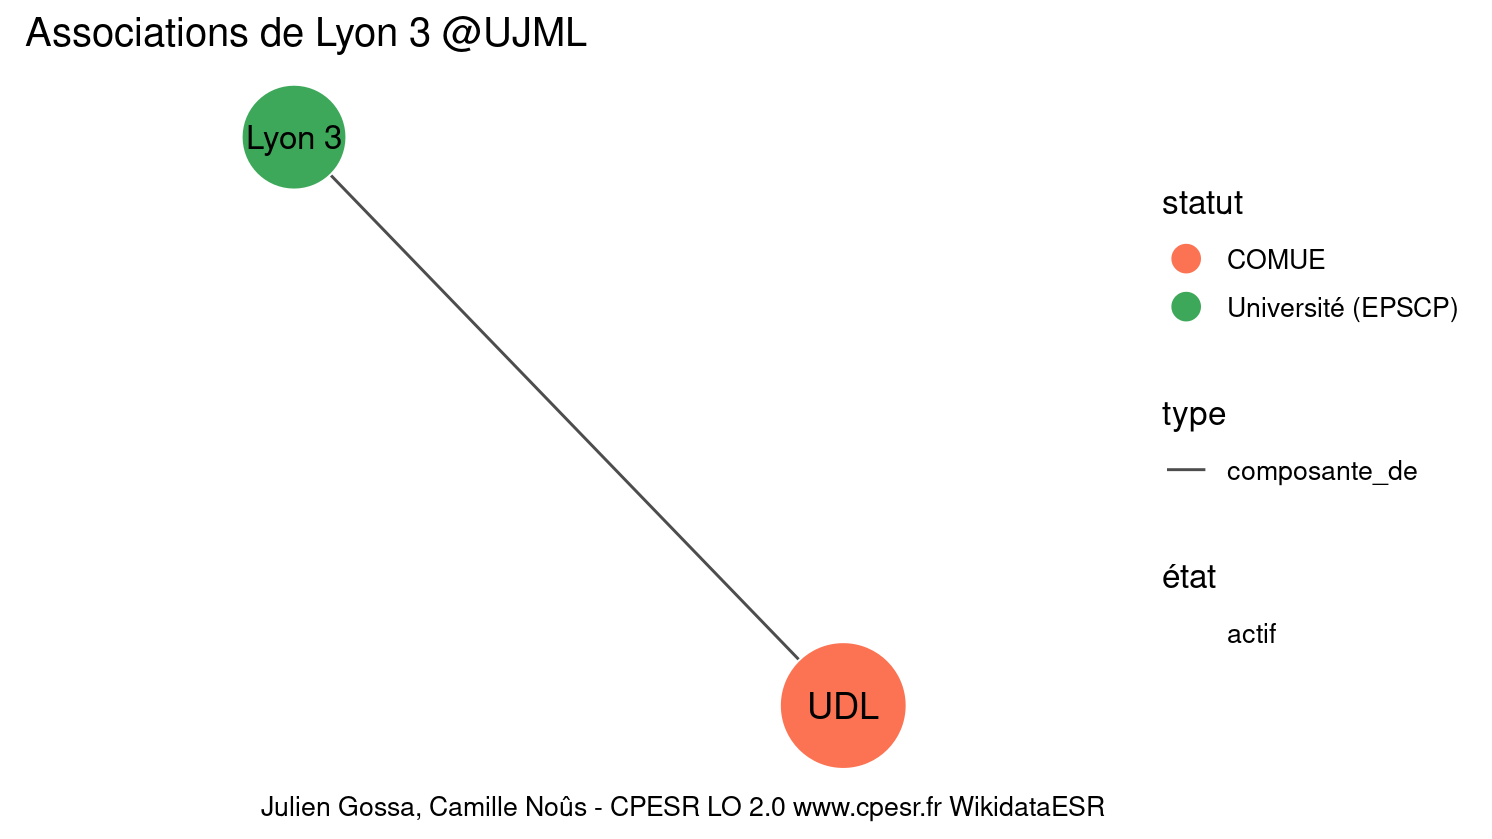 Associations de Lyon 3 @UJML
Lyon 3
statut
COMUE
Université (EPSCP)
type
composante_de
état
actif
UDL
Julien Gossa, Camille Noûs - CPESR LO 2.0 www.cpesr.fr WikidataESR